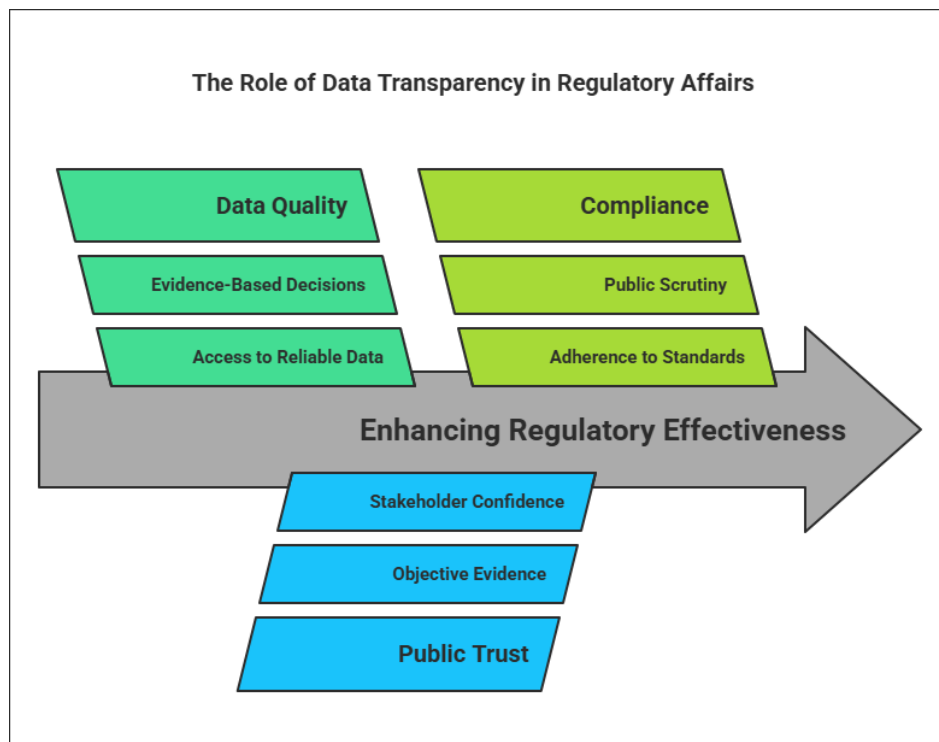 The Role of Data Transparency in Regulatory Affairs
Data Quality
Evidence-Based Decisions
Access to Reliable Data
Compliance
Public Scrutiny
Adherence to Standards
Enhancing Regulatory Effectiveness
Stakeholder Confidence
Objective Evidence
Public Trust